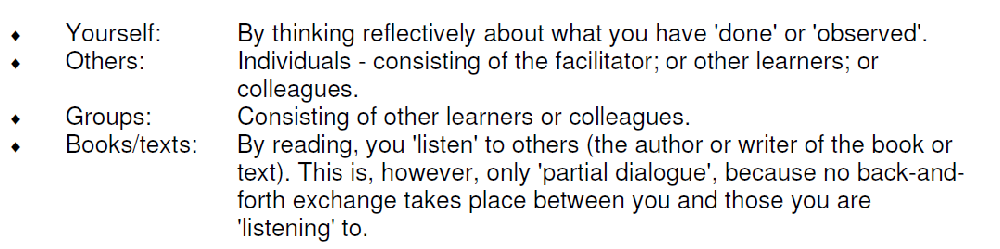 ◆ Yourself: By thinking reflectively about what you have 'done' or 'observed'.
◆ Others: Individuals - consisting of the facilitator; or other learners; or
colleagues.
◆ Groups: Consisting of other learners or colleagues.
◆ Books/texts: By reading, you 'listen' to others (the author or writer of the book or
text). This is, however, only 'partial dialogue', because no back-and-
forth exchange takes place between you and those you are
'listening' to.